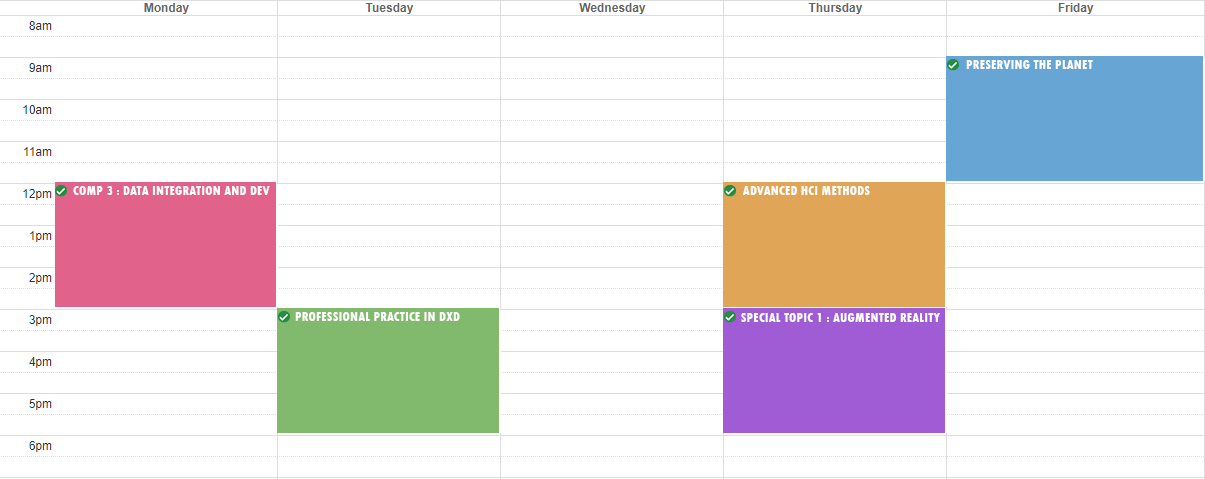 Monday Tuesday Wednesday Thursday Friday
8am
9am PRESERVING THE PLANET
10am
11am
12pm COMP 3 : DATA INTEGRATION AND DEV ADVANCED HCI METHODS
1pm
2pm
3pm PROFESSIONAL PRACTICE IN DXD SPECIAL TOPIC 1 : AUGMENTED REALITY
4pm
5pm
6pm